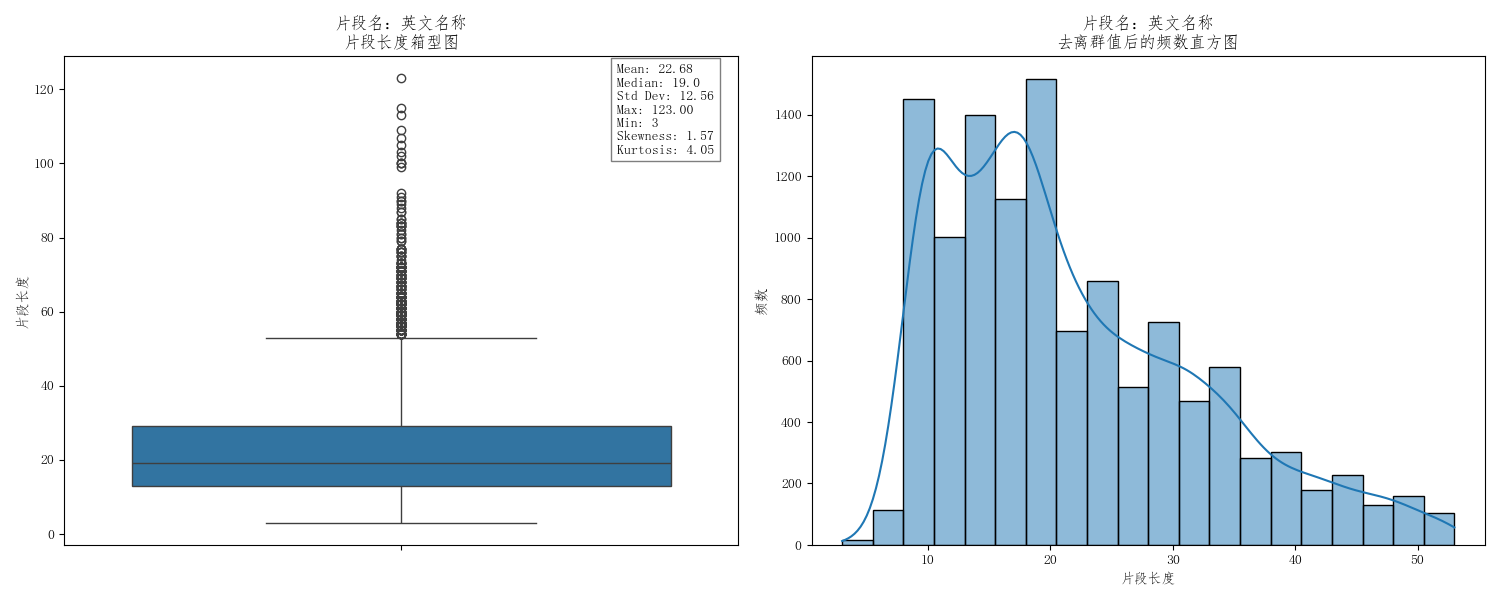 片段名：英文名称
片段长度箱型图
120
100
80
60
40
20
0
片段长度
Mean: 22.68
Median: 19.0
Std Dev: 12.56
Max: 123.00
Min: 3
Skewness: 1.57
Kurtosis: 4.05
片段名：英文名称
去离群值后的频数直方图
1400
1200
1000
800
600
400
200
0
频数
10 20 30 40 50
片段长度